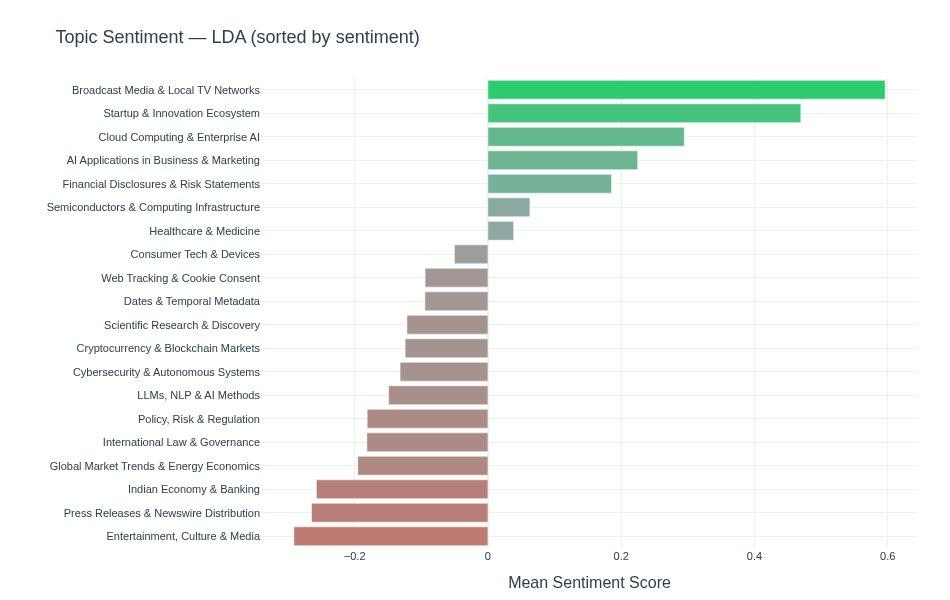 Topic Sentiment — LDA (sorted by sentiment)
Broadcast Media & Local TV Networks
Startup & Innovation Ecosystem
Cloud Computing & Enterprise AI
AI Applications in Business & Marketing
Financial Disclosures & Risk Statements
Semiconductors & Computing Infrastructure
Healthcare & Medicine
Consumer Tech & Devices
Web Tracking & Cookie Consent
Dates & Temporal Metadata
Scientific Research & Discovery
Cryptocurrency & Blockchain Markets
Cybersecurity & Autonomous Systems
LLMs, NLP & AI Methods
Policy, Risk & Regulation
International Law & Governance
Global Market Trends & Energy Economics
Indian Economy & Banking
Press Releases & Newswire Distribution
Entertainment, Culture & Media
−0.2 0 0.2 0.4 0.6
Mean Sentiment Score